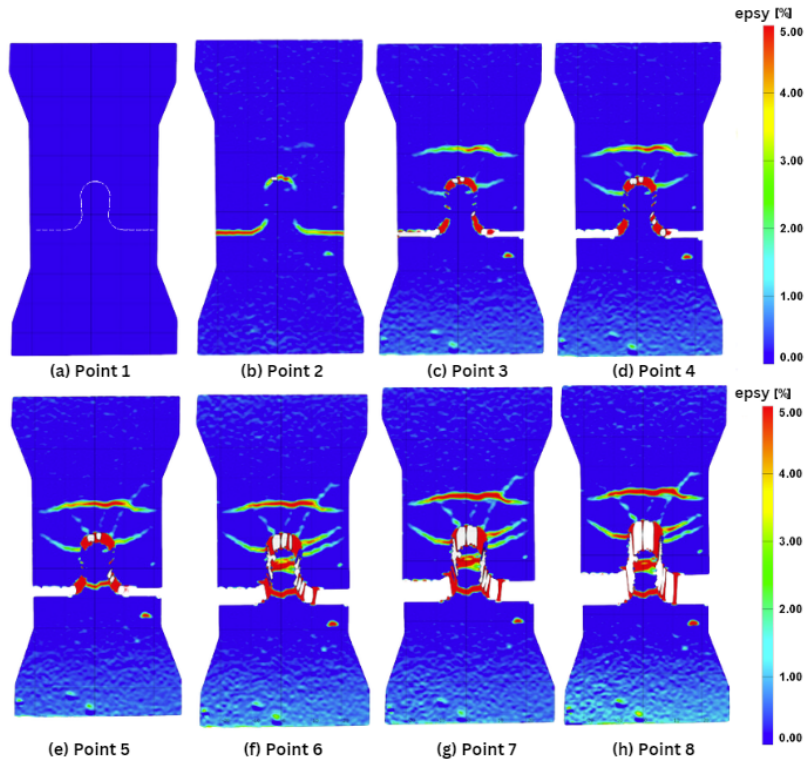 epsy [%]
5.00
4.00
3.00
2.00
1.00
0.00
(a) Point 1
(b) Point 2
(c) Point 3
(d) Point 4
epsy [%]
5.00
4.00
3.00
2.00
1.00
0.00
(e) Point 5
(f) Point 6
(g) Point 7
(h) Point 8